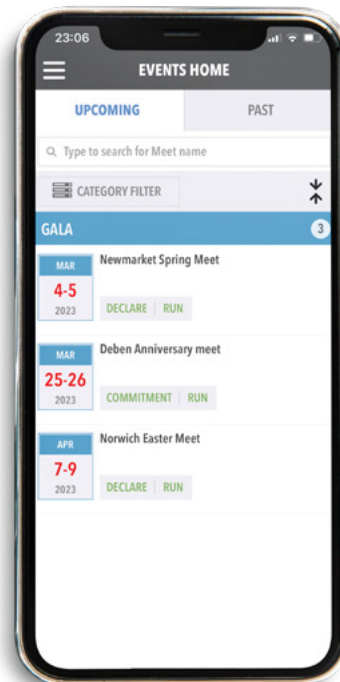 23:06
EVENTS HOME
UPCOMING PAST
Type to search for Meet name
CATEGORY FILTER
GALA 3
MAR
4-5
2023
Newmarket Spring Meet
DECLARE | RUN
MAR
25-26
2023
Deben Anniversary meet
COMMITMENT | RUN
APR
7-9
2023
Norwich Easter Meet
DECLARE | RUN